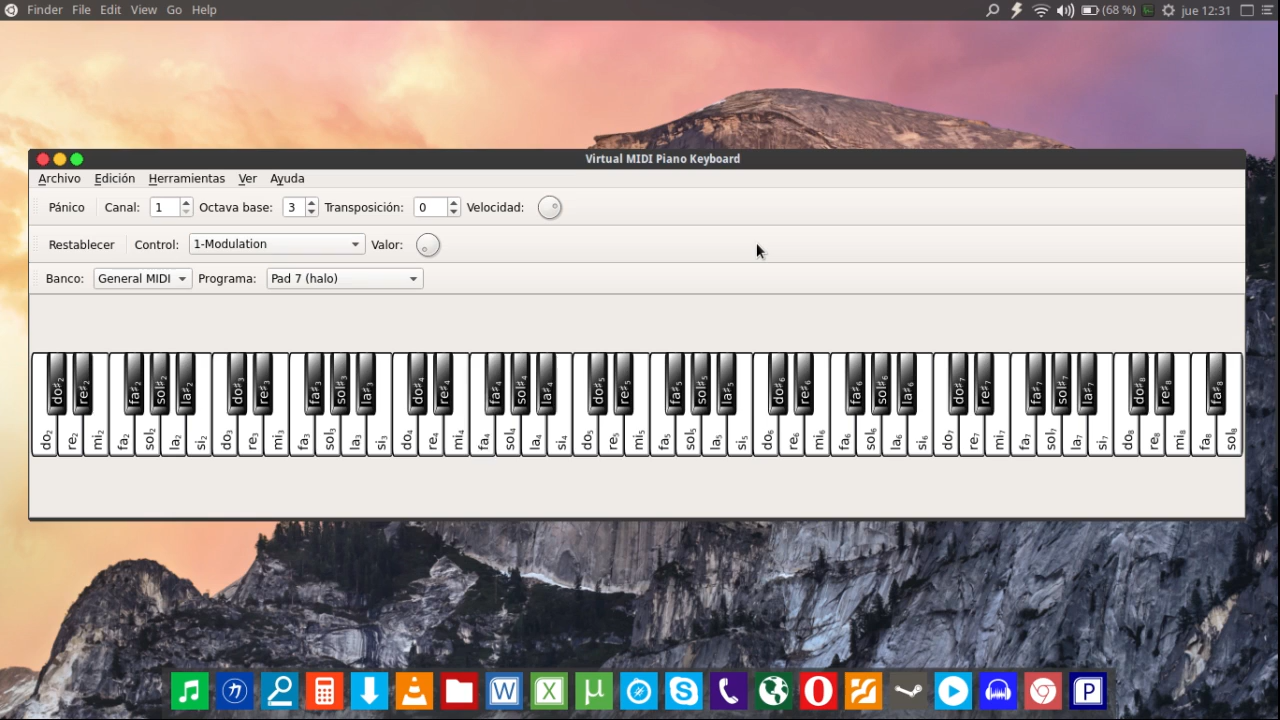 Finder File Edit View Go Help (68 %) jue 12:31
Virtual MIDI Piano Keyboard
Archivo Edición Herramientas Ver Ayuda
Pánico Canal: 1 Octava base: 3 Transposición: 0 Velocidad:
Restablecer Control: 1-Modulation Valor:
Banco: General MIDI Programa: Pad 7 (halo)
do♯2 re♯2 fa♯2 sol♯2 la♯2 do♯3 re♯3 fa♯3 sol♯3 la♯3 do♯4 re♯4 fa♯4 sol♯4 la♯4 do♯5 re♯5 fa♯5 sol♯5 la♯5 do♯6 re♯6 fa♯6 sol♯6 la♯6 do♯7 re♯7 fa♯7 sol♯7 la♯7 do♯8 re♯8 fa♯8
do2 re2 mi2 fa2 sol2 la2 si2 do3 re3 mi3 fa3 sol3 la3 si3 do4 re4 mi4 fa4 sol4 la4 si4 do5 re5 mi5 fa5 sol5 la5 si5 do6 re6 mi6 fa6 sol6 la6 si6 do7 re7 mi7 fa7 sol7 la7 si7 do8 re8 mi8 fa8 sol8
W X µ S P